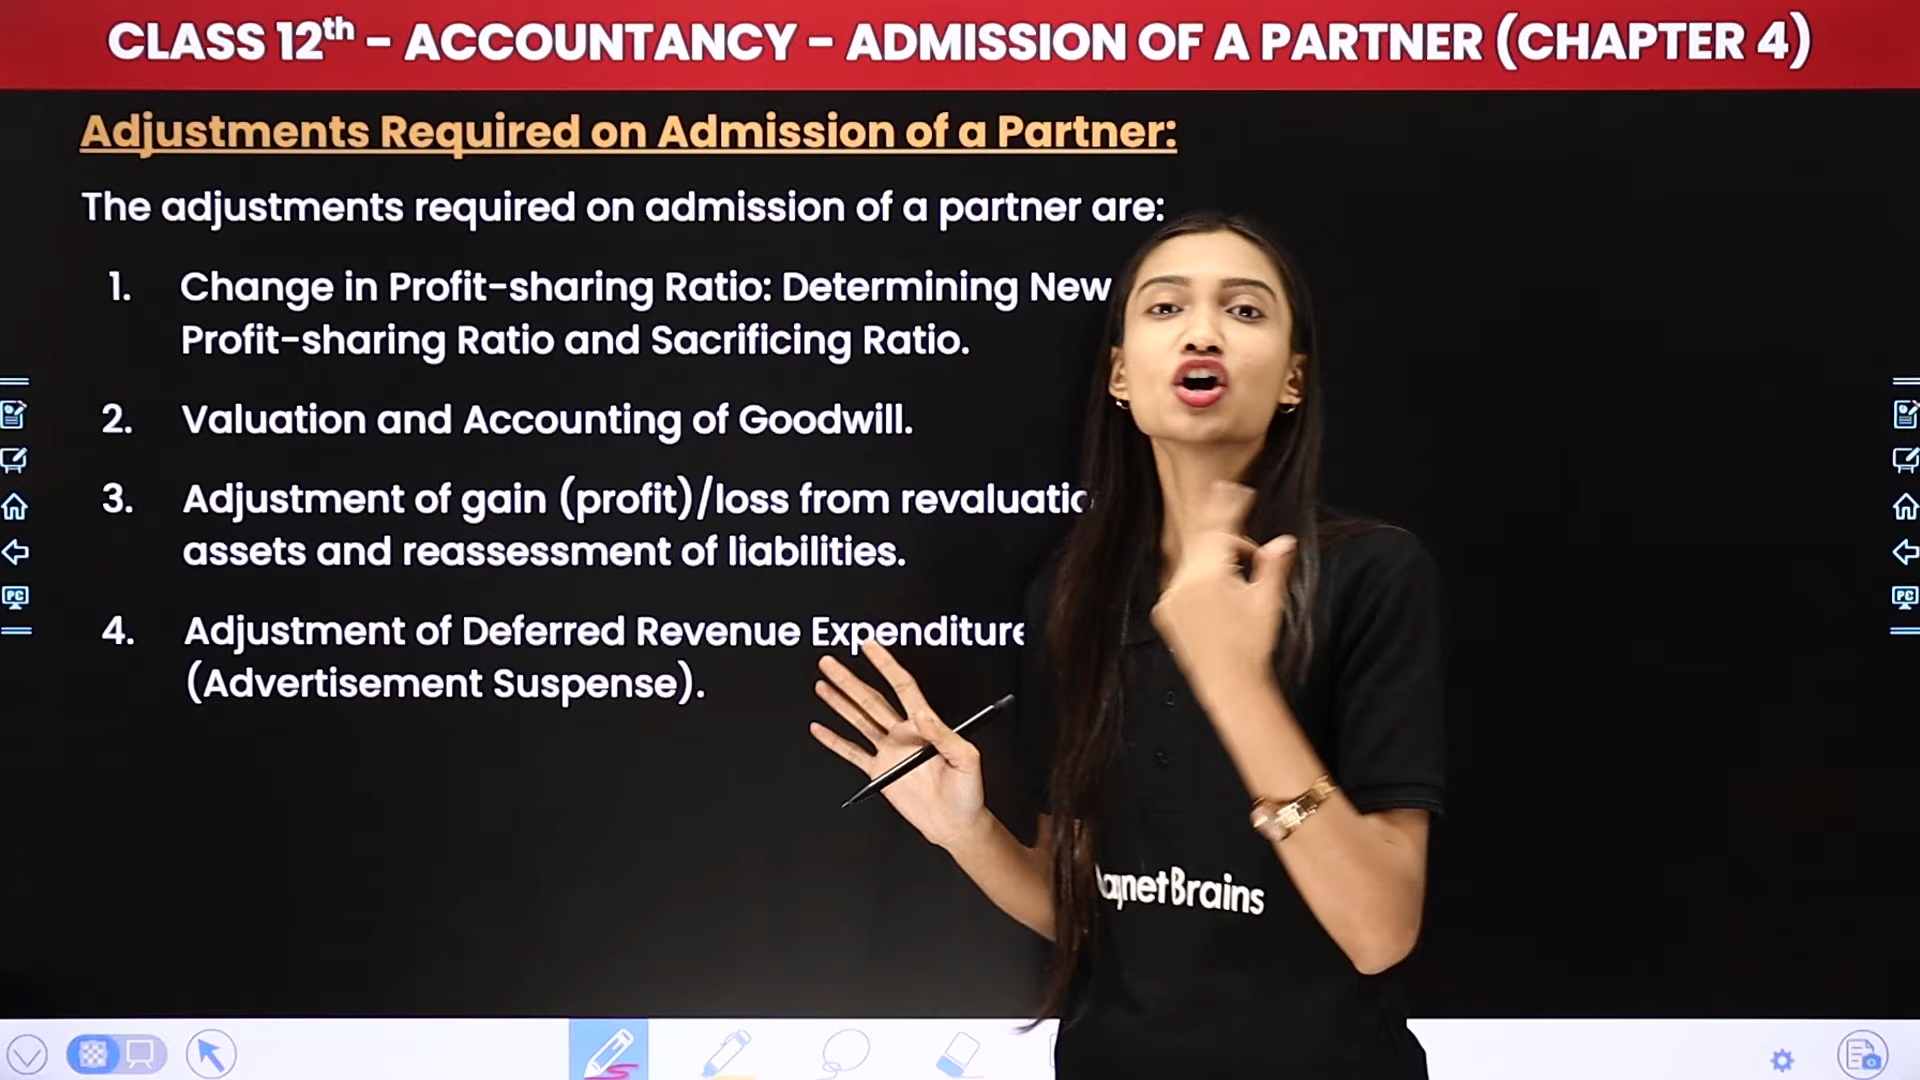 CLASS 12th - ACCOUNTANCY - ADMISSION OF A PARTNER (CHAPTER 4)
Adjustments Required on Admission of a Partner:
The adjustments required on admission of a partner are:
1. Change in Profit-sharing Ratio: Determining New
Profit-sharing Ratio and Sacrificing Ratio.
2. Valuation and Accounting of Goodwill.
3. Adjustment of gain (profit)/loss from
assets and reassessment of liabilities.
4. Adjustment of Deferred Revenue
(Advertisement Suspense).
PC
PC